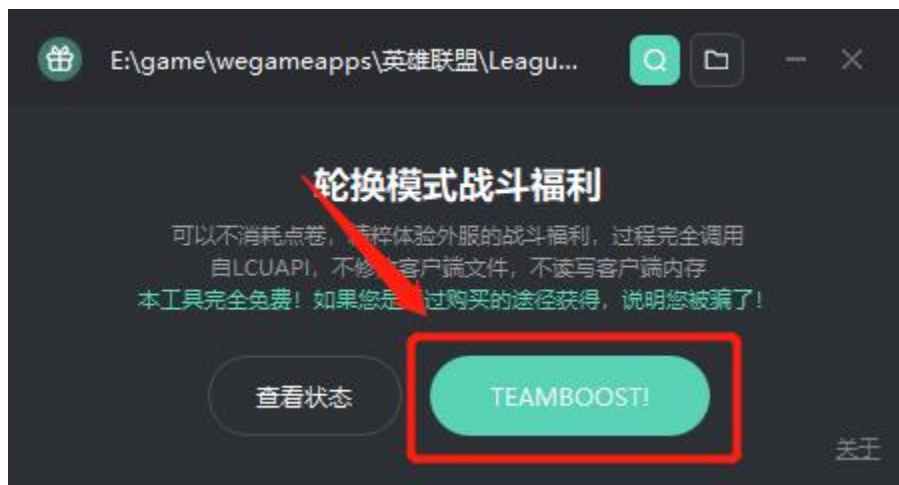 E:\game\wegameapps\英雄联盟\Leagu...
轮换模式战斗福利
可以不消耗点卷，粹体验外服的战斗福利，过程完全调用
自LCUAPI，不修客户端文件，不读写客户端内存
本工具完全免费！如果您是过购买的途径获得，说明您被骗了！
查看状态
TEAMBOOST!
关于